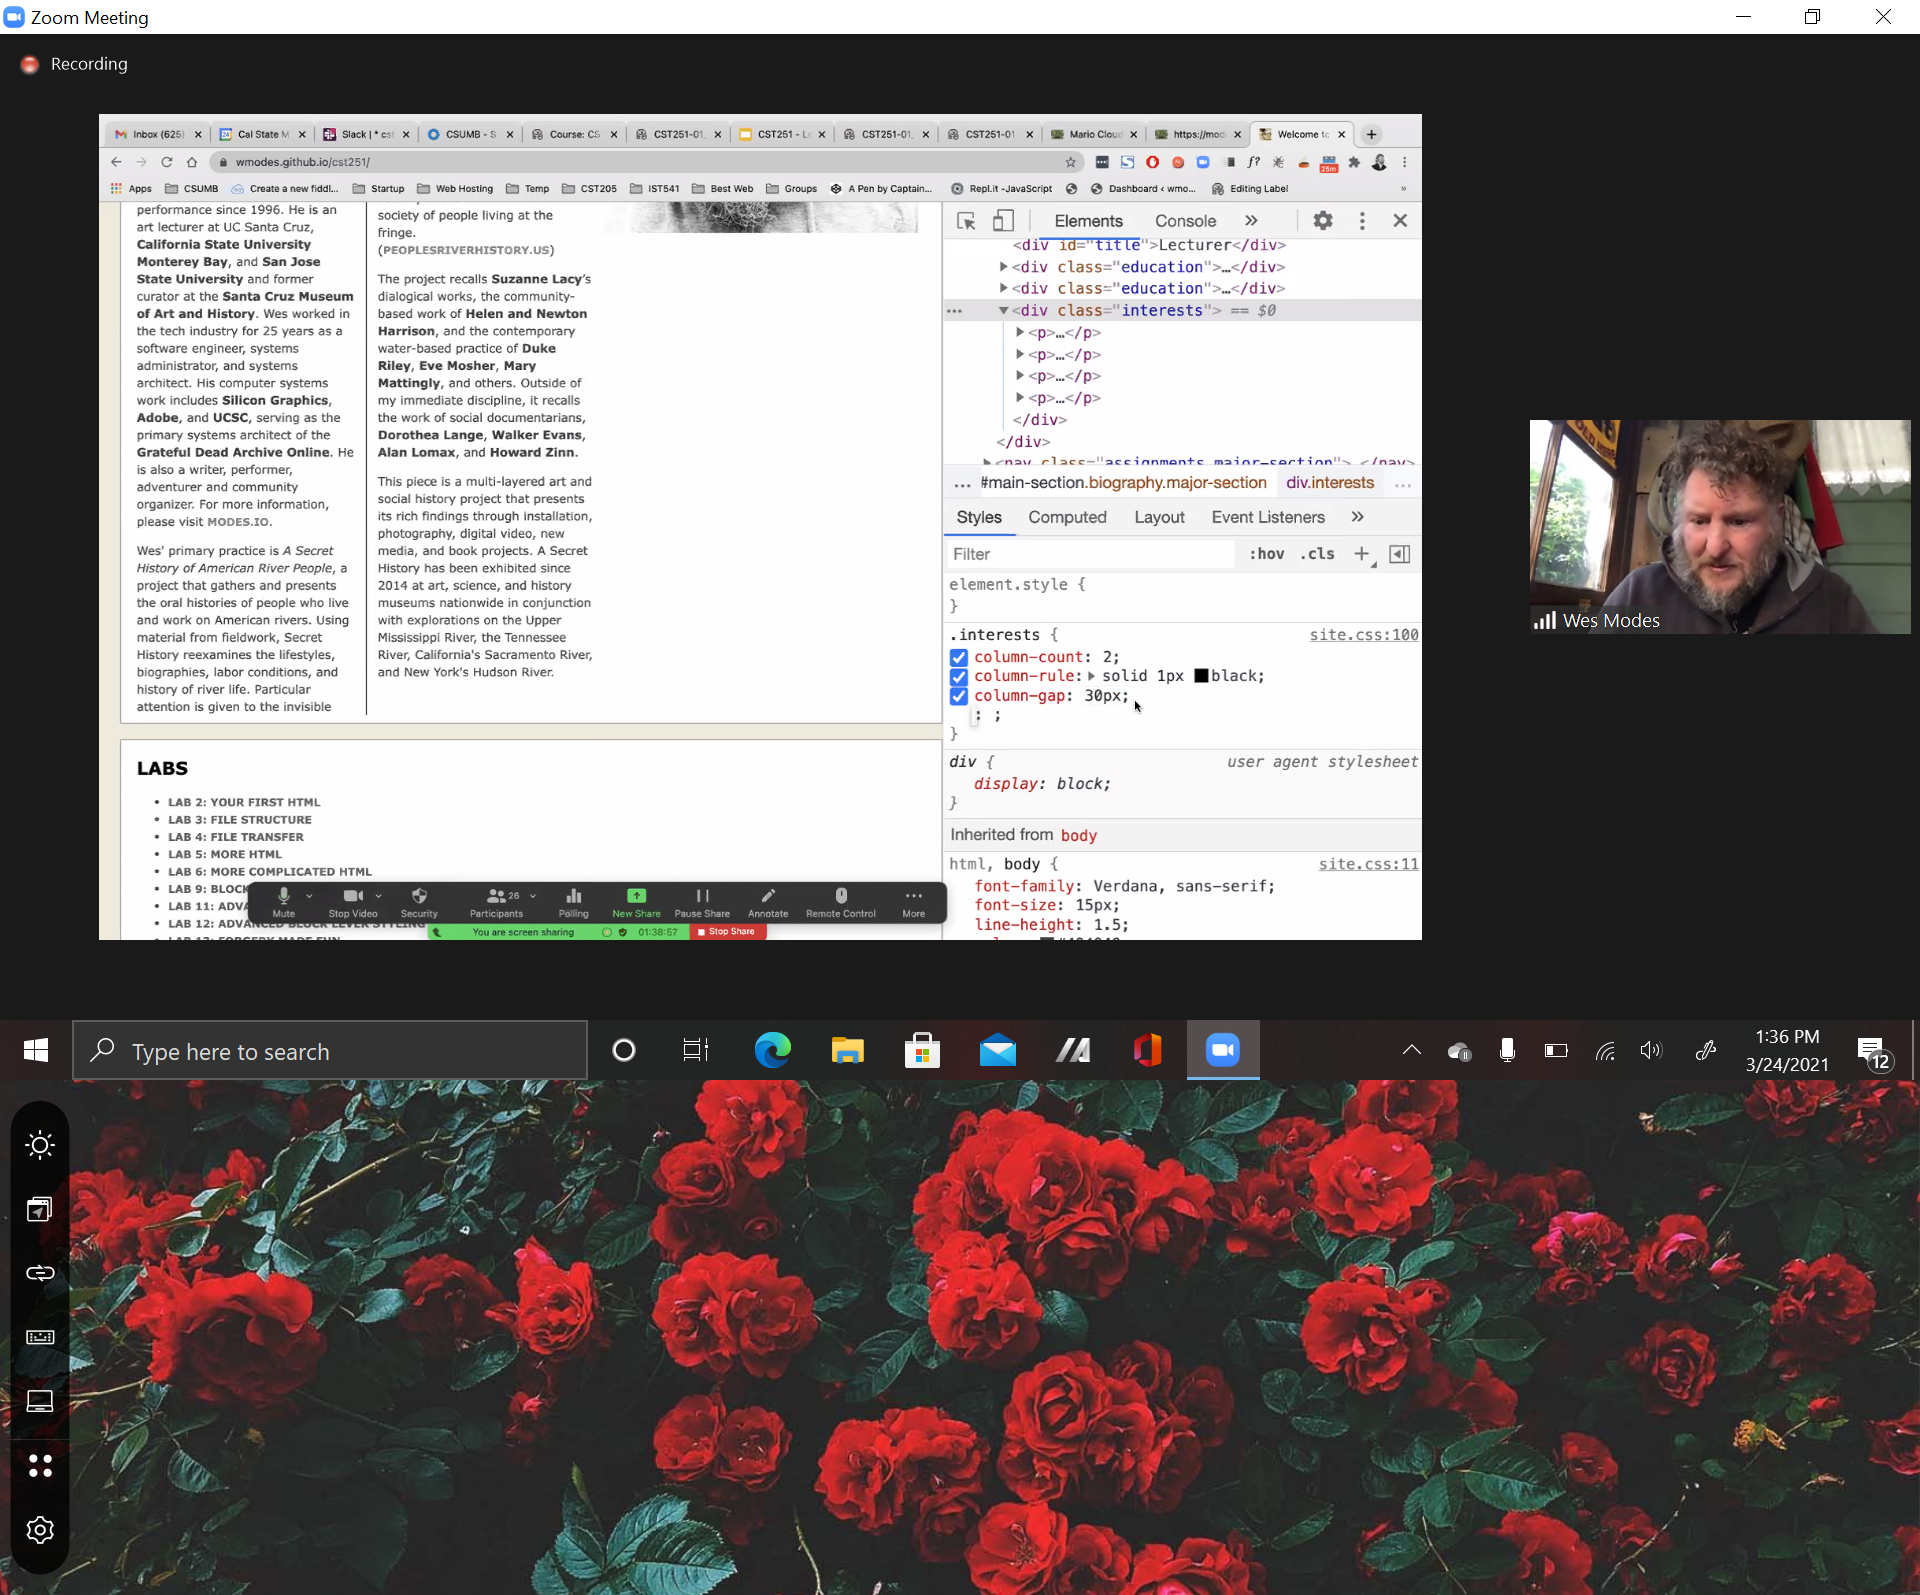 Zoom Meeting
Recording
Inbox (625)
Cal State M
Slack | * cst
CSUMB - S
Course: CS
CST251-01_
CST251 - Le
CST251-01_
CST251-01
Mario Cloud
https://mode
Welcome to
wmodes.github.io/cst251/
f?
25m
Apps
CSUMB
Create a new fiddl...
Startup
Web Hosting
Temp
CST205
IST541
Best Web
Groups
A Pen by Captain...
Repl.it -JavaScript
Dashboard ‹ wmo...
Editing Label
»
performance since 1996. He is an
art lecturer at UC Santa Cruz,
California State University
Monterey Bay, and San Jose
State University and former
curator at the Santa Cruz Museum
of Art and History. Wes worked in
the tech industry for 25 years as a
software engineer, systems
administrator, and systems
architect. His computer systems
work includes Silicon Graphics,
Adobe, and UCSC, serving as the
primary systems architect of the
Grateful Dead Archive Online. He
is also a writer, performer,
adventurer and community
organizer. For more information,
please visit MODES.IO.
Wes' primary practice is A Secret
History of American River People, a
project that gathers and presents
the oral histories of people who live
and work on American rivers. Using
material from fieldwork, Secret
History reexamines the lifestyles,
biographies, labor conditions, and
history of river life. Particular
attention is given to the invisible
society of people living at the
fringe.
(PEOPLESRIVERHISTORY.US)
The project recalls Suzanne Lacy's
dialogical works, the community-
based work of Helen and Newton
Harrison, and the contemporary
water-based practice of Duke
Riley, Eve Mosher, Mary
Mattingly, and others. Outside of
my immediate discipline, it recalls
the work of social documentarians,
Dorothea Lange, Walker Evans,
Alan Lomax, and Howard Zinn.
This piece is a multi-layered art and
social history project that presents
its rich findings through installation,
photography, digital video, new
media, and book projects. A Secret
History has been exhibited since
2014 at art, science, and history
museums nationwide in conjunction
with explorations on the Upper
Mississippi River, the Tennessee
River, California's Sacramento River,
and New York's Hudson River.
LABS
• LAB 2: YOUR FIRST HTML
• LAB 3: FILE STRUCTURE
• LAB 4: FILE TRANSFER
• LAB 5: MORE HTML
• LAB 6: MORE COMPLICATED HTML
• LAB 9: BLOCK
• LAB 11: ADVA
• LAB 12: ADVANCED BLOCK LEVER STYLING
Elements
Console
»
<div id="title">Lecturer</div>
<div class="education">…</div>
<div class="education">…</div>
<div class="interests"> == $0
<p>…</p>
<p>…</p>
<p>…</p>
<p>…</p>
</div>
</div>
<nav class="assignments major-section"> </nav>
... #main-section.biography.major-section div.interests ...
Styles
Computed
Layout
Event Listeners
»
Filter
:hov .cls +
element.style {
}
.interests { site.css:100
column-count: 2;
column-rule: solid 1px black;
column-gap: 30px;
: ;
}
div { user agent stylesheet
display: block;
}
Inherited from body
html, body { site.css:11
font-family: Verdana, sans-serif;
font-size: 15px;
line-height: 1.5;
Mute
Stop Video
Security
26
Participants
Polling
New Share
Pause Share
Annotate
Remote Control
More
You are screen sharing
01:38:57
Stop Share
Wes Modes
Type here to search
1:36 PM
3/24/2021
12